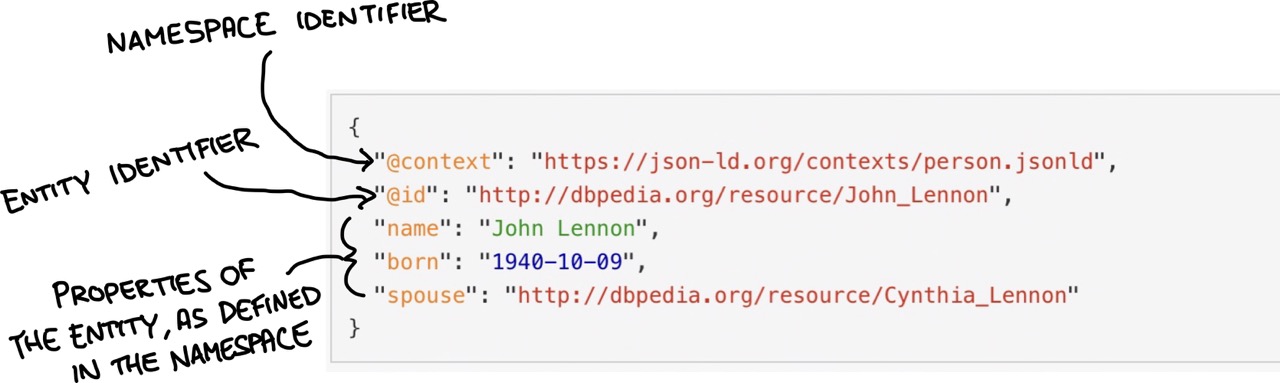 NAMESPACE IDENTIFIER
ENTITY IDENTIFIER
PROPERTIES OF
THE ENTITY, AS DEFINED
IN THE NAMESPACE
{
"@context": "https://json-ld.org/contexts/person.jsonld",
"@id": "http://dbpedia.org/resource/John_Lennon",
"name": "John Lennon",
"born": "1940-10-09",
"spouse": "http://dbpedia.org/resource/Cynthia_Lennon"
}